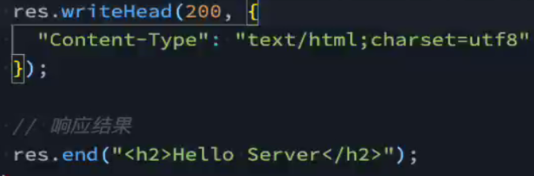 res.writeHead(200, {
"Content-Type": "text/html;charset=utf8"
});
// 响应结果
res.end("<h2>Hello Server</h2>");